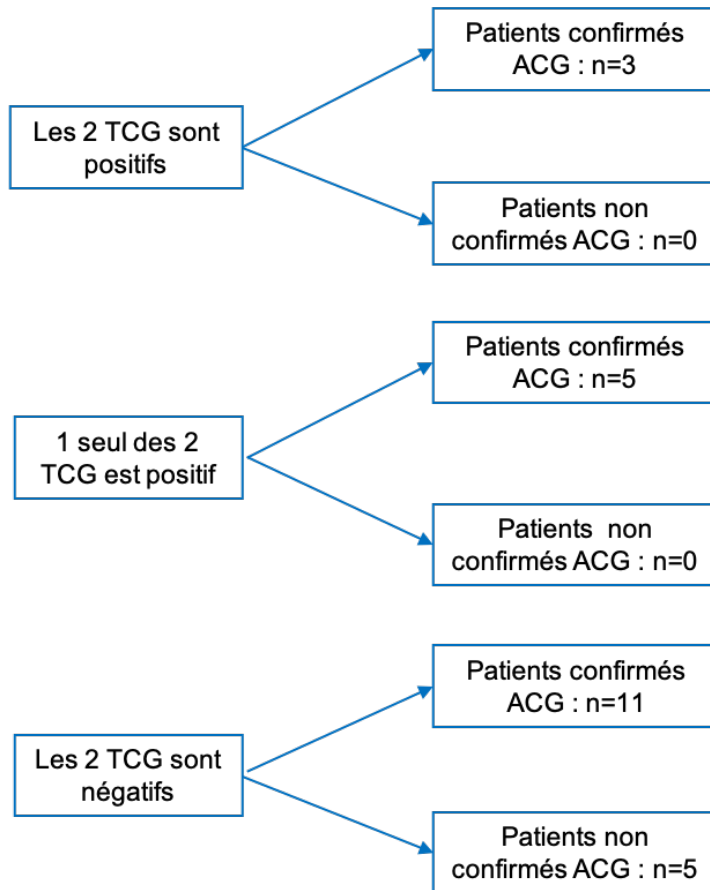 Patients confirmés
ACG : n=3
Les 2 TCG sont
positifs
Patients non
confirmés ACG : n=0
Patients confirmés
ACG : n=5
1 seul des 2
TCG est positif
Patients non
confirmés ACG : n=0
Patients confirmés
ACG : n=11
Les 2 TCG sont
négatifs
Patients non
confirmés ACG : n=5